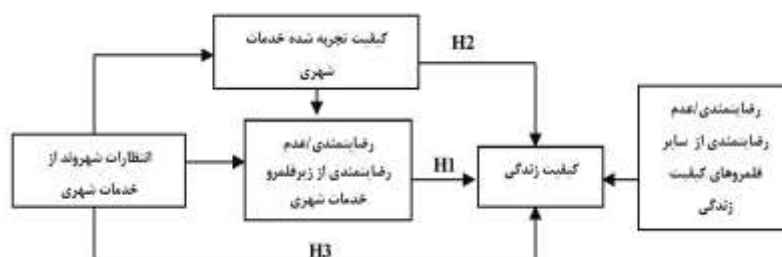 کیفیت تجربه شده خدمات
شهری
H2
رضایتمندی/عدم
رضایتمندی از سایر
قلمروهای کیفیت
زندگی
انتظارات شهروند از
خدمات شهری
رضایتمندی/عدم
رضایتمندی از زیرقلمرو
خدمات شهری
H1
کیفیت زندگی
H3